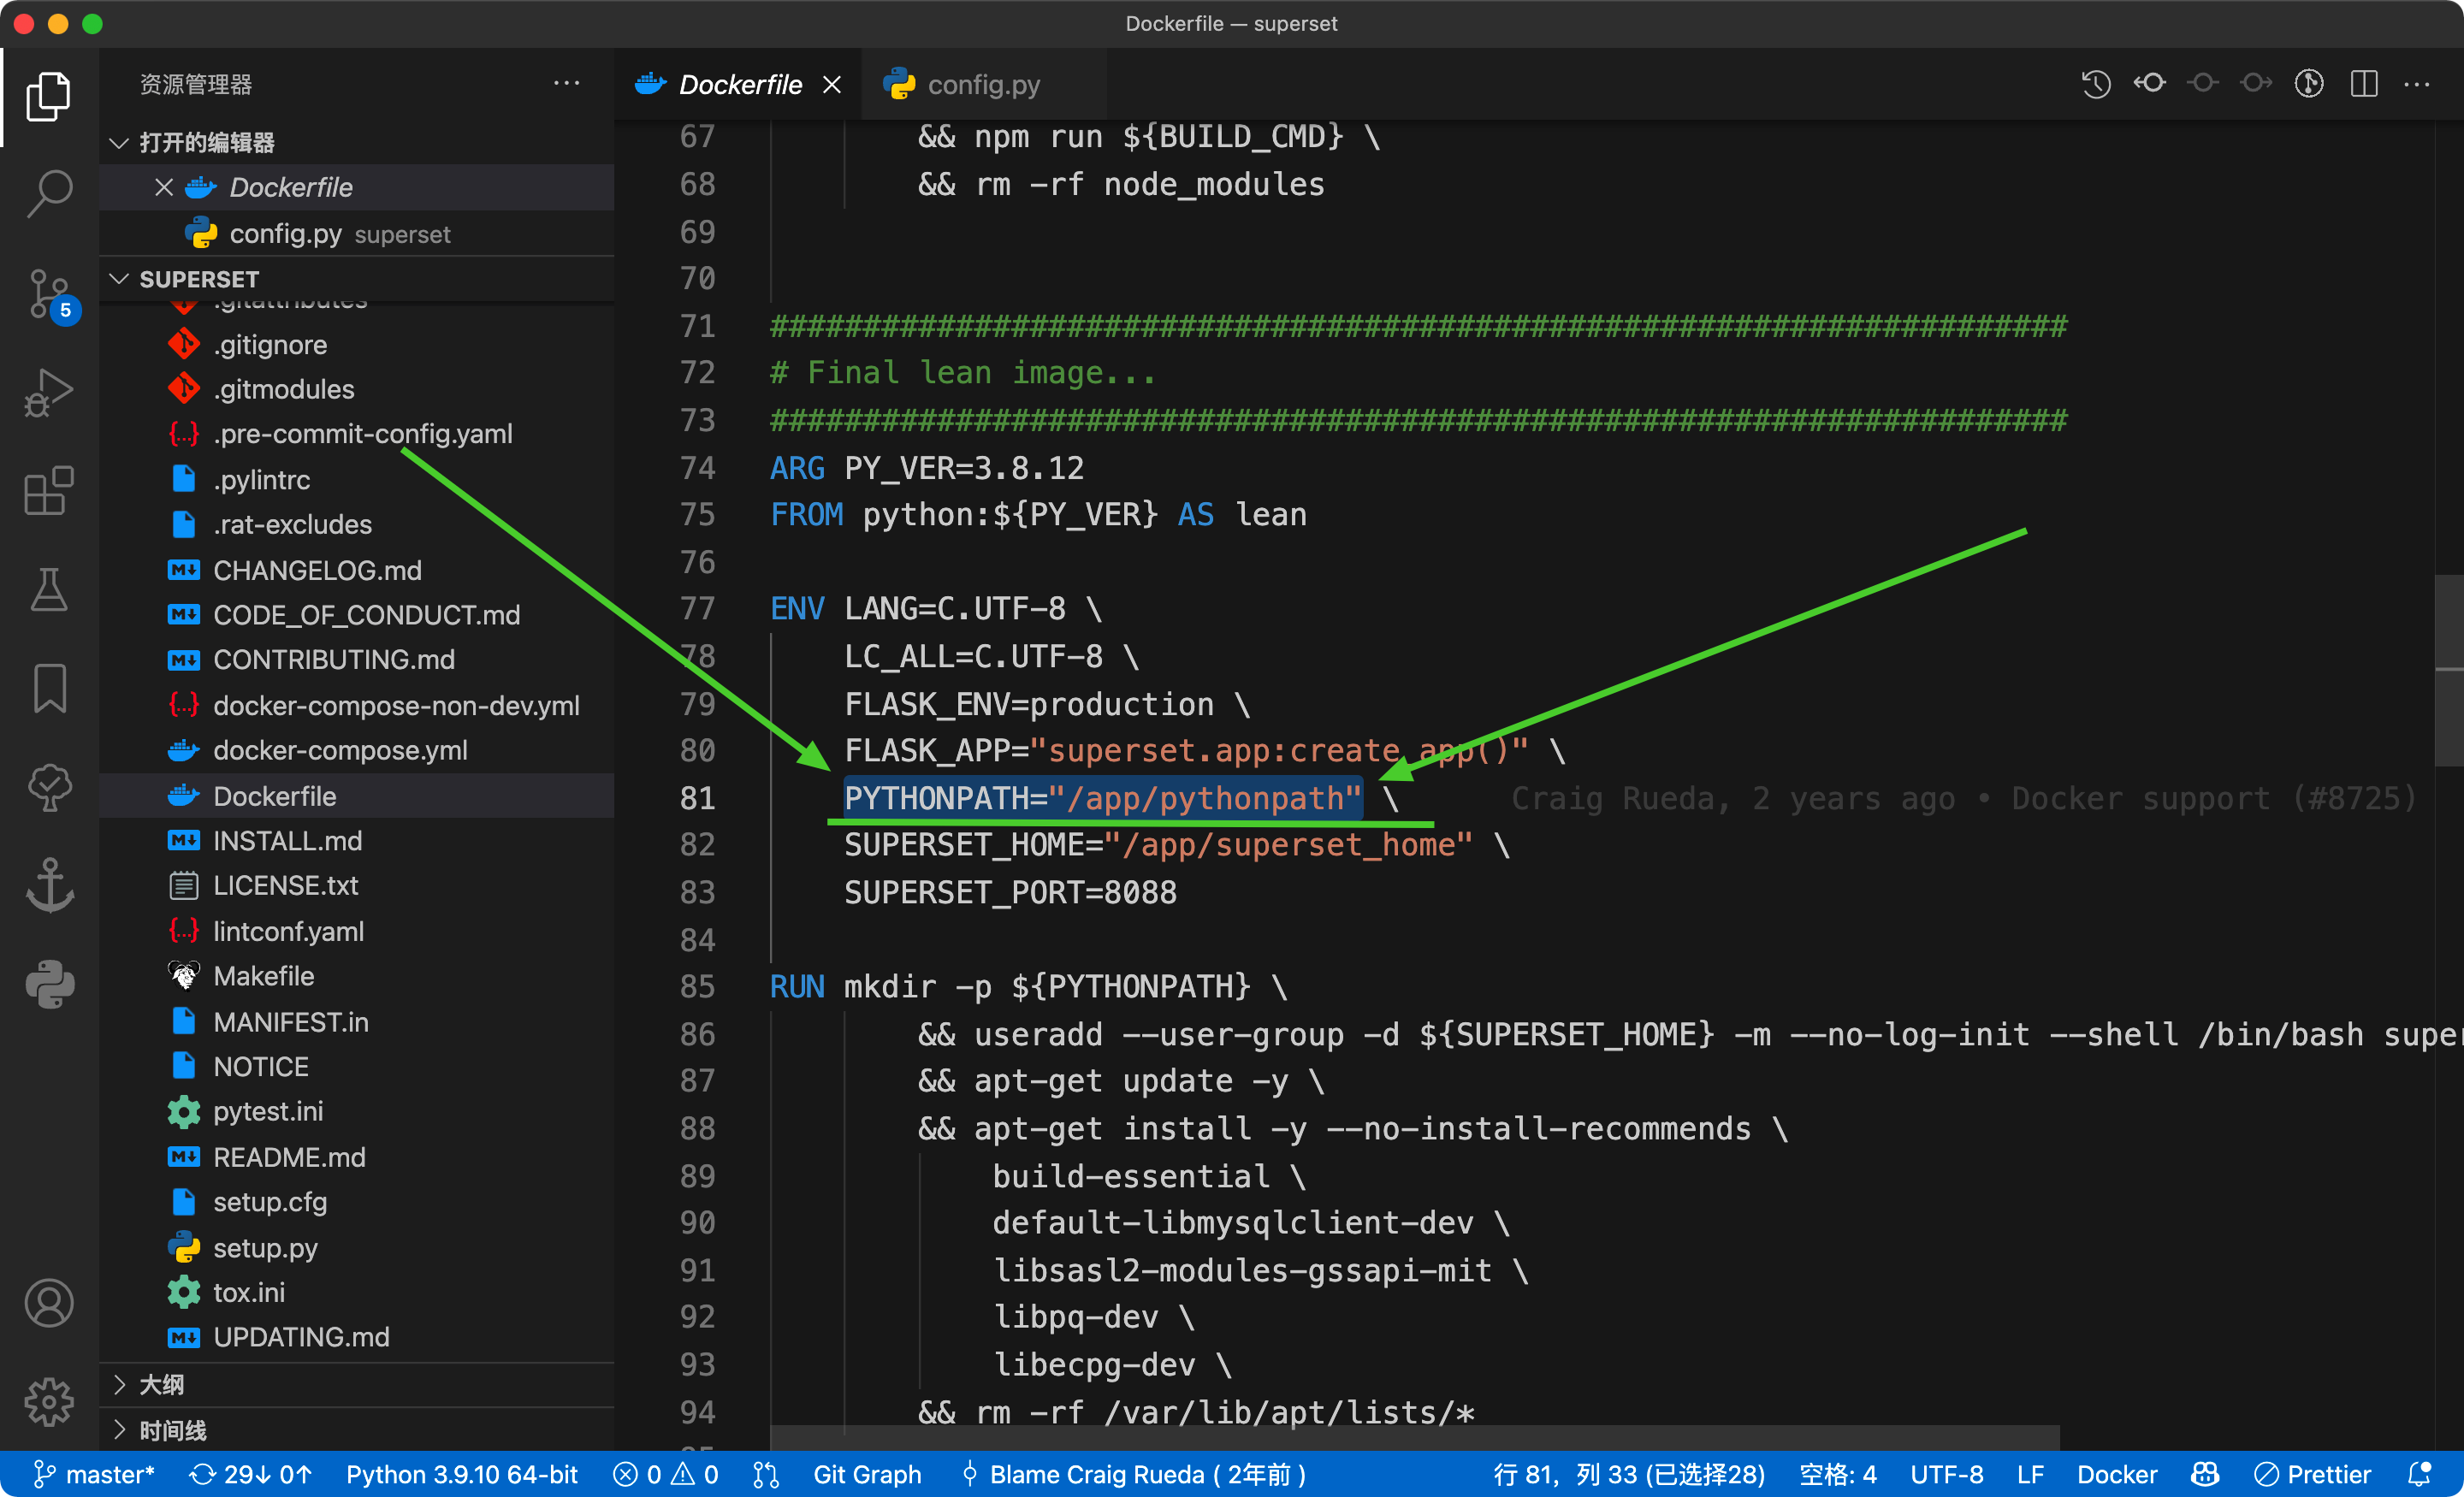 Dockerfile — superset
资源管理器
打开的编辑器
Dockerfile
config.py superset
SUPERSET
.gitattributes
.gitignore
.gitmodules
.pre-commit-config.yaml
.pylintrc
.rat-excludes
CHANGELOG.md
CODE_OF_CONDUCT.md
CONTRIBUTING.md
docker-compose-non-dev.yml
docker-compose.yml
Dockerfile
INSTALL.md
LICENSE.txt
lintconf.yaml
Makefile
MANIFEST.in
NOTICE
pytest.ini
README.md
setup.cfg
setup.py
tox.ini
UPDATING.md
大纲
时间线
5
Dockerfile
config.py
67 && npm run ${BUILD_CMD} \
68 && rm -rf node_modules
69
70
71 ######################################################################
72 # Final lean image...
73 ######################################################################
74 ARG PY_VER=3.8.12
75 FROM python:${PY_VER} AS lean
76
77 ENV LANG=C.UTF-8 \
78 LC_ALL=C.UTF-8 \
79 FLASK_ENV=production \
80 FLASK_APP="superset.app:create_app()" \
81 PYTHONPATH="/app/pythonpath" \ Craig Rueda, 2 years ago • Docker support (#8725)
82 SUPERSET_HOME="/app/superset_home" \
83 SUPERSET_PORT=8088
84
85 RUN mkdir -p ${PYTHONPATH} \
86 && useradd --user-group -d ${SUPERSET_HOME} -m --no-log-init --shell /bin/bash super
87 && apt-get update -y \
88 && apt-get install -y --no-install-recommends \
89 build-essential \
90 default-libmysqlclient-dev \
91 libsasl2-modules-gssapi-mit \
92 libpq-dev \
93 libecpg-dev \
94 && rm -rf /var/lib/apt/lists/*
master* 29↓ 0↑ Python 3.9.10 64-bit 0 0 Git Graph Blame Craig Rueda ( 2年前 ) 行 81，列 33 (已选择28) 空格: 4 UTF-8 LF Docker Prettier